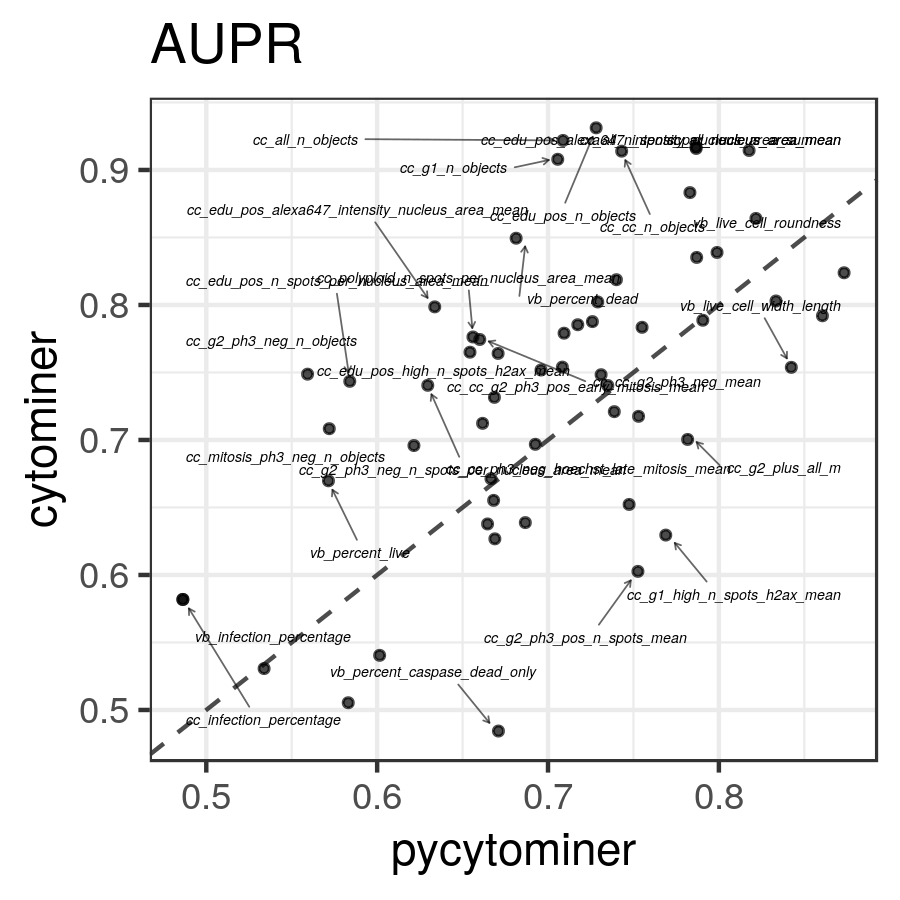 AUPR
cc_all_n_objects
cc_g1_n_objects
cc_edu_pos_alexa647_intensity_nucleus_area_mean
cc_edu_pos_n_objects
cc_cc_n_objects
vb_live_cell_roundness
cc_edu_pos_n_spots_per_nucleus_area_mean
cc_polyploid_n_spots_per_nucleus_area_mean
vb_percent_dead
vb_live_cell_width_length
cc_g2_ph3_neg_n_objects
cc_edu_pos_high_n_spots_h2ax_mean
cc_cc_g2_ph3_neg_mean
cc_cc_g2_ph3_pos_early_mitosis_mean
cc_mitosis_ph3_neg_n_objects
cc_g2_ph3_neg_n_spots_per_nucleus_area_mean
cc_cc_ph3_neg_hoechst_late_mitosis_mean
cc_g2_plus_all_m
vb_percent_live
cc_g1_high_n_spots_h2ax_mean
vb_infection_percentage
cc_g2_ph3_pos_n_spots_mean
vb_percent_caspase_dead_only
cc_infection_percentage
cytominer
0.9
0.8
0.7
0.6
0.5
0.5 0.6 0.7 0.8
pycytominer